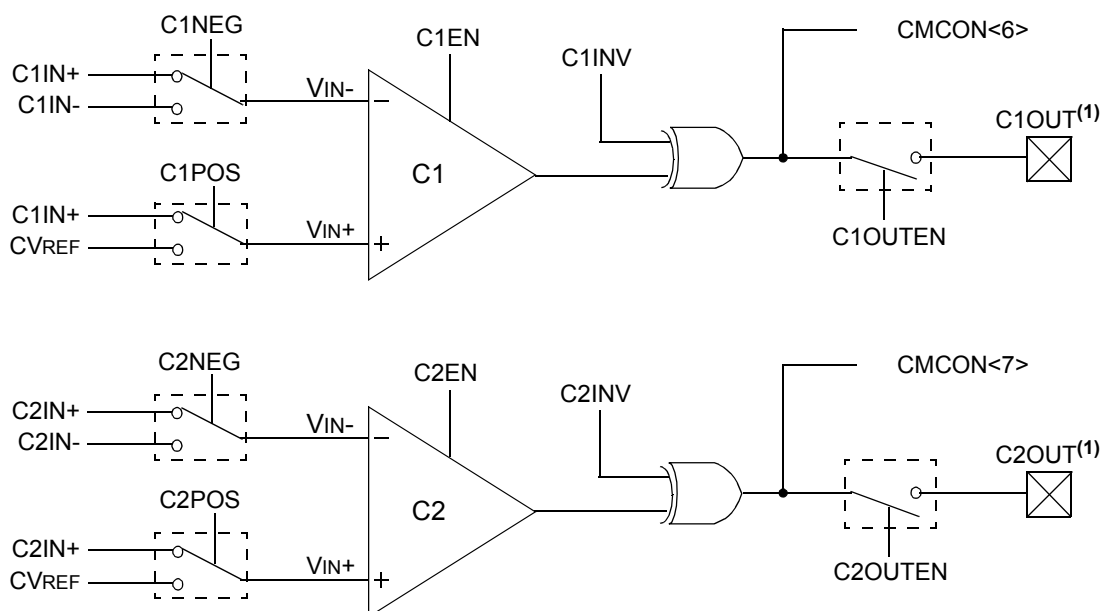 C1NEG
C1EN
CMCON<6>
C1IN+
C1INV
C1IN-
VIN-
–
C1OUT(1)
C1POS
C1
C1IN+
CVREF
VIN+
+
C1OUTEN
C2NEG
C2EN
CMCON<7>
C2IN+
C2INV
C2IN-
VIN-
–
C2OUT(1)
C2POS
C2
C2IN+
CVREF
VIN+
+
C2OUTEN